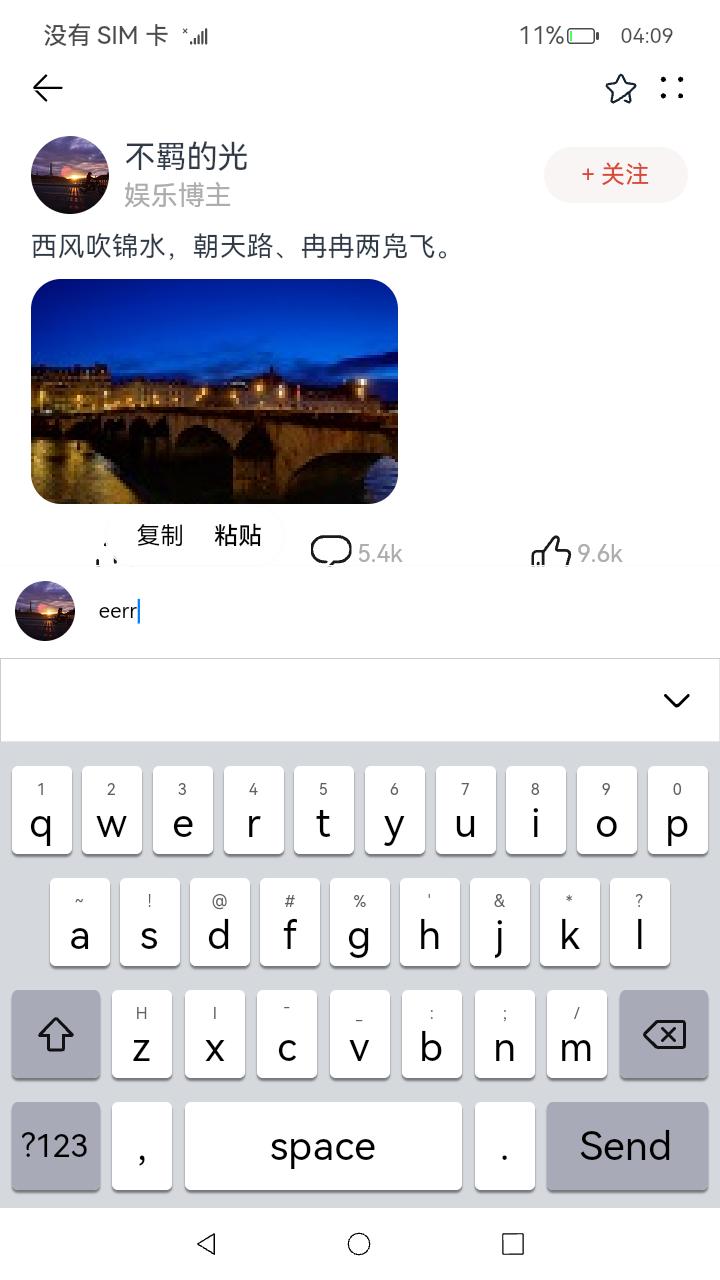 没有 SIM 卡 11% 04:09
不羁的光
娱乐博主
+ 关注
西风吹锦水，朝天路、冉冉两凫飞。
复制 粘贴 5.4k 9.6k
eerr
1 2 3 4 5 6 7 8 9 0
q w e r t y u i o p
~ ! @ # % ' & * ?
a s d f g h j k l
H I - _ : ; /
z x c v b n m
?123 , space . Send